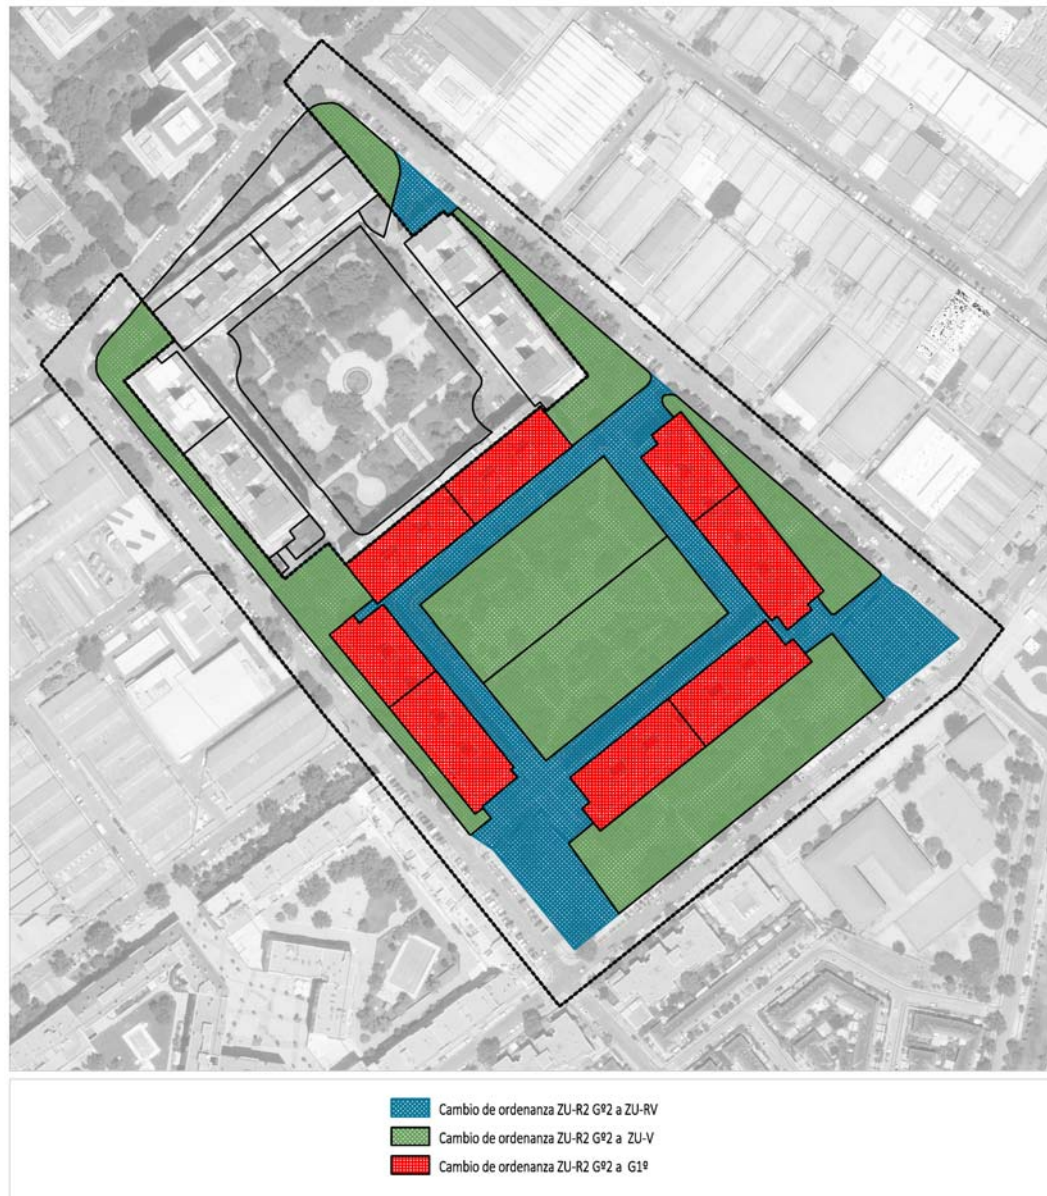 Cambio de ordenanza ZU-R2 Gº2 a ZU-RV
Cambio de ordenanza ZU-R2 Gº2 a ZU-V
Cambio de ordenanza ZU-R2 Gº2 a G1º